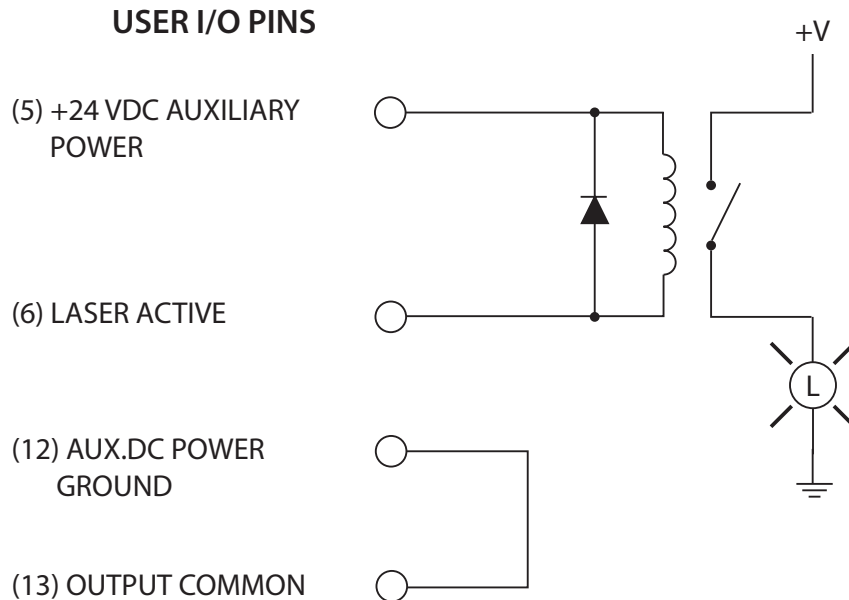 USER I/O PINS
+V
(5) +24 VDC AUXILIARY
POWER
(6) LASER ACTIVE
L
(12) AUX.DC POWER
GROUND
(13) OUTPUT COMMON